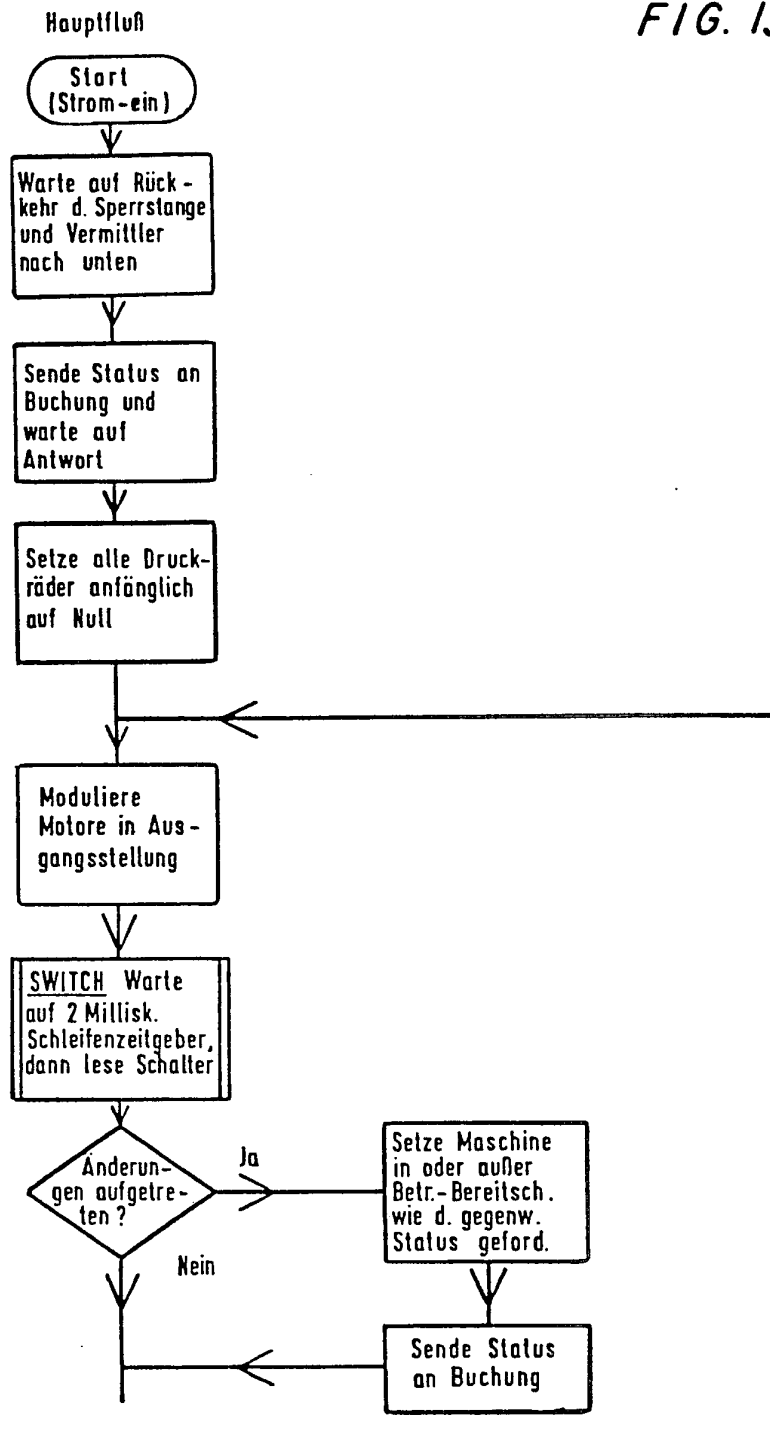 Hauptfluß
FIG. 13
Start
(Strom-ein)
Warte auf Rück-
kehr d. Sperrstange
und Vermittler
nach unten
Sende Status an
Buchung und
warte auf
Antwort
Setze alle Druck-
räder anfänglich
auf Null
Moduliere
Motore in Aus-
gangsstellung
SWITCH Warte
auf 2 Millisk.
Schleifenzeitgeber,
dann lese Schalter
Änderun-
gen aufgetre-
ten?
Ja
Nein
Setze Maschine
in oder außer
Betr.-Bereitsch.
wie d. gegenw.
Status geford.
Sende Status
an Buchung